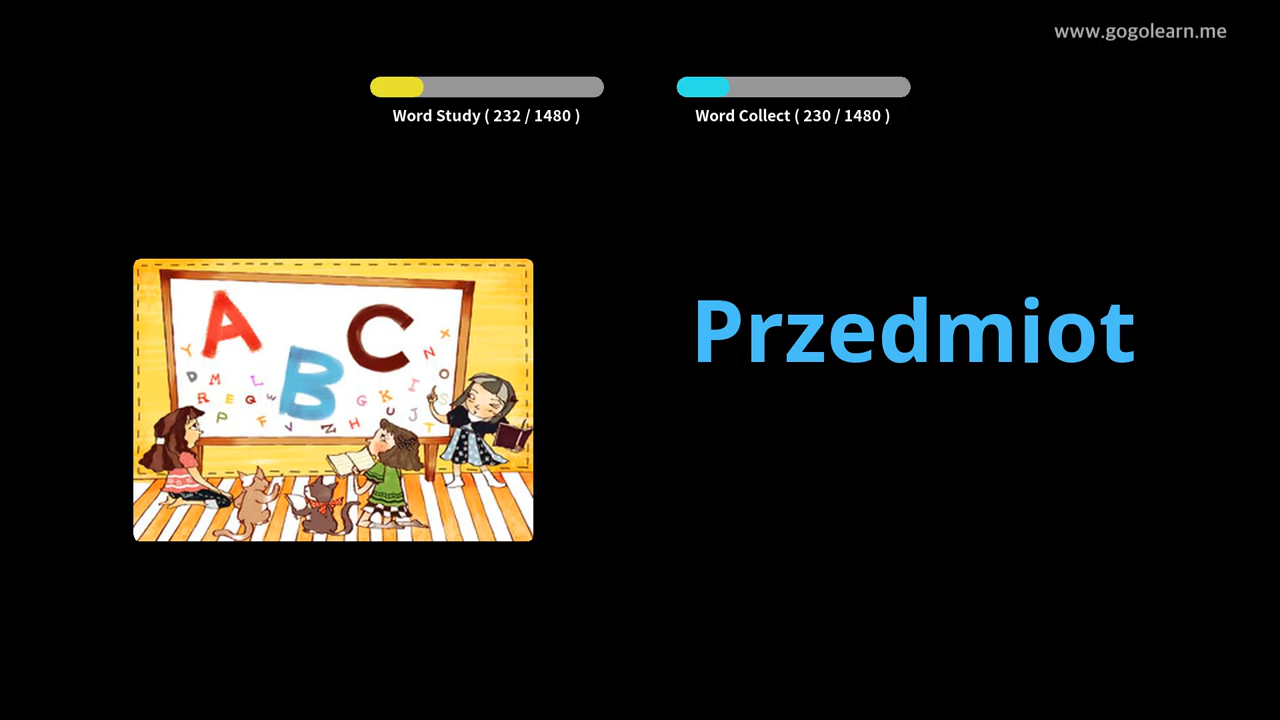 www.gogolearn.me
Word Study ( 232 / 1480 )
Word Collect ( 230 / 1480 )
A
B
C
Y
X
N
D
M
L
O
R
E
Q
W
G
K
I
S
P
F
V
Z
H
U
J
T
Przedmiot